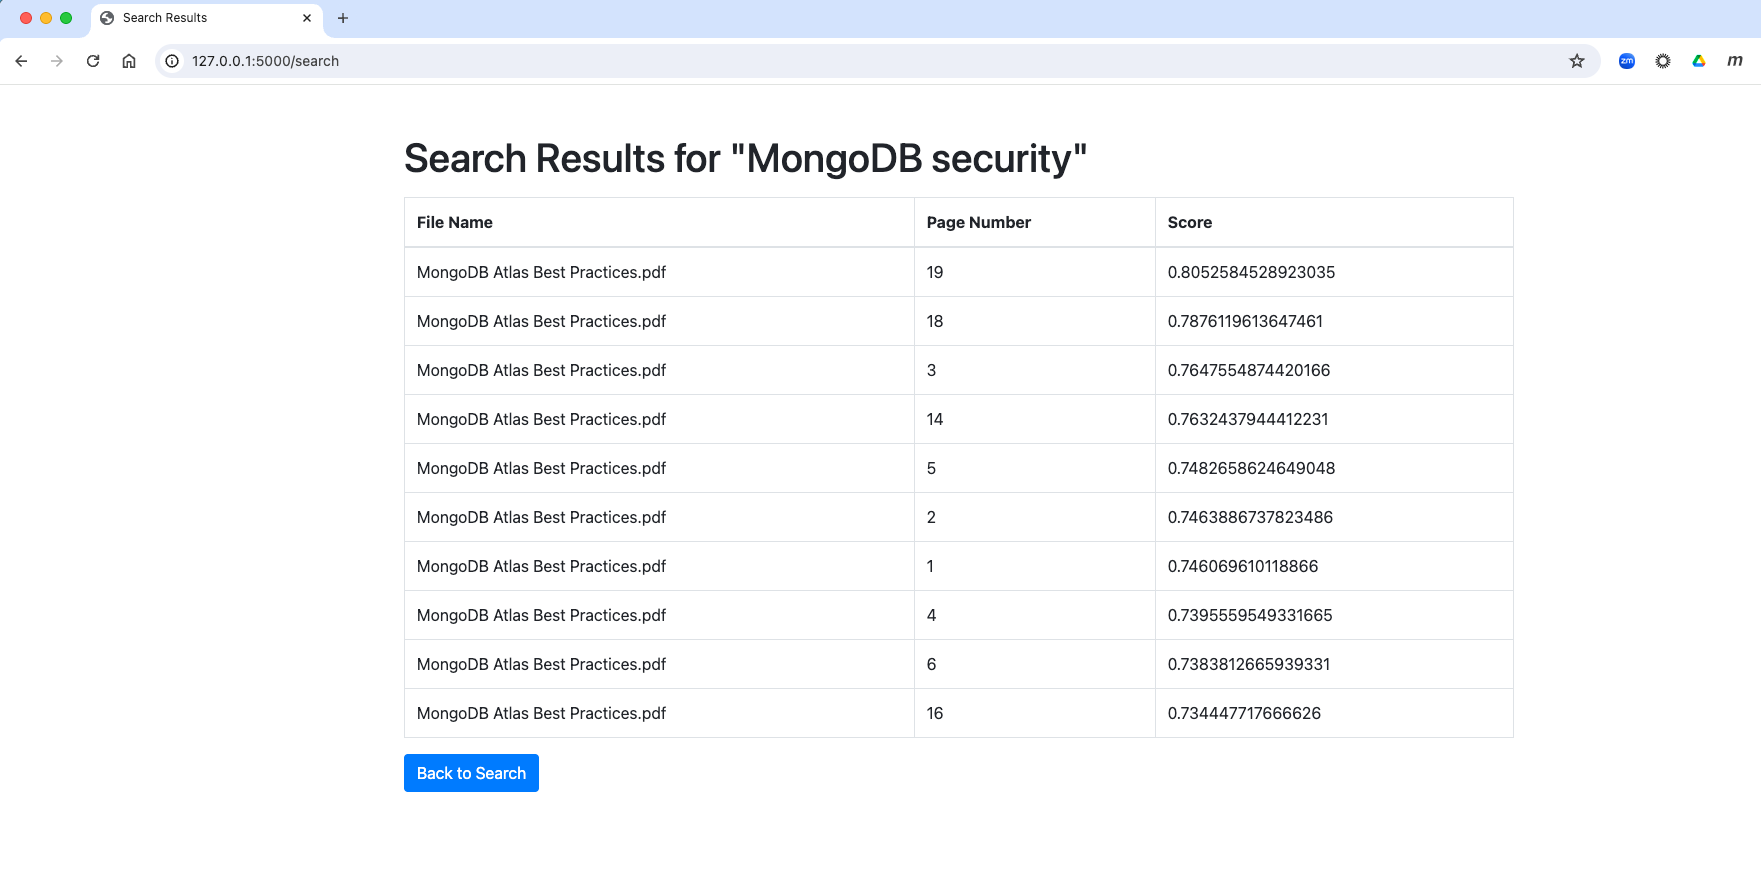 Search Results
127.0.0.1:5000/search
zm
m
Search Results for "MongoDB security"
File Name Page Number Score
MongoDB Atlas Best Practices.pdf 19 0.8052584528923035
MongoDB Atlas Best Practices.pdf 18 0.7876119613647461
MongoDB Atlas Best Practices.pdf 3 0.7647554874420166
MongoDB Atlas Best Practices.pdf 14 0.7632437944412231
MongoDB Atlas Best Practices.pdf 5 0.7482658624649048
MongoDB Atlas Best Practices.pdf 2 0.7463886737823486
MongoDB Atlas Best Practices.pdf 1 0.746069610118866
MongoDB Atlas Best Practices.pdf 4 0.7395559549331665
MongoDB Atlas Best Practices.pdf 6 0.7383812665939331
MongoDB Atlas Best Practices.pdf 16 0.734447717666626
Back to Search